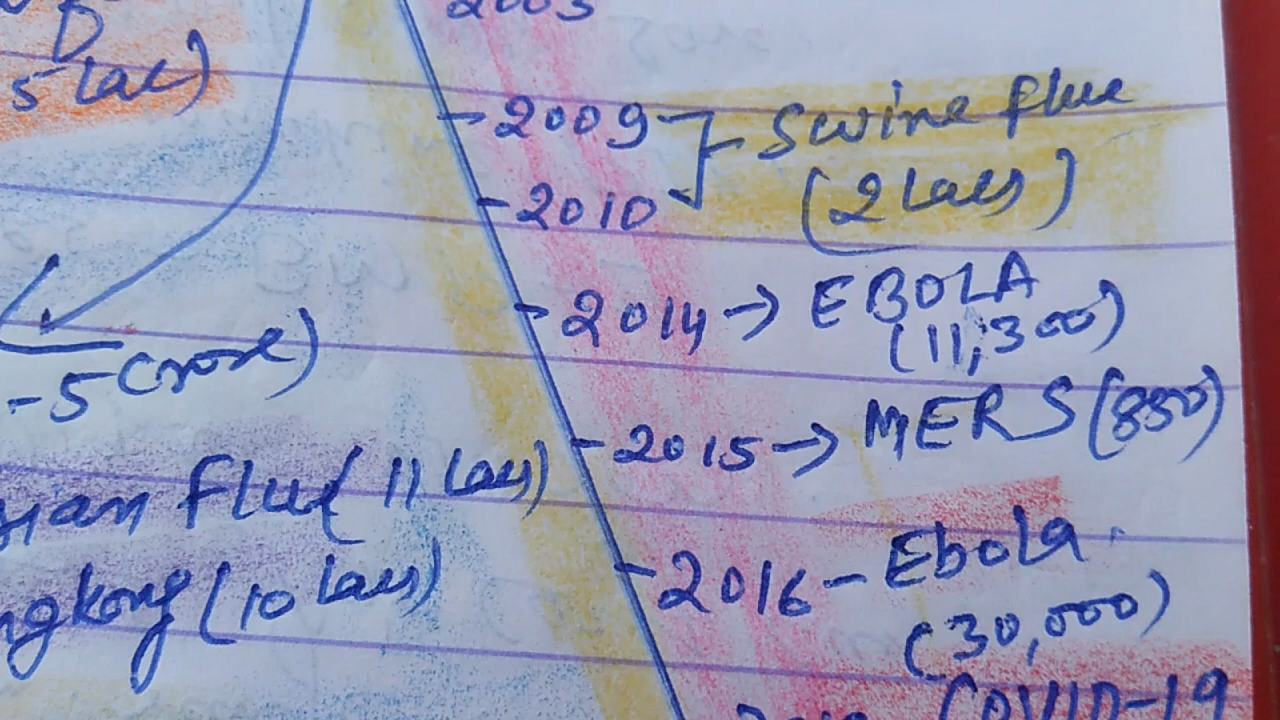 2003
5 lac)
2009
Swine flue
2010
(2 Lacs)
2014 → EBOLA
(11,300)
-5 Crore)
2015 → MERS (850)
Flue (11 Lacs)
2016 - Ebola
(30,000)
(10 Lacs)
COVID-19